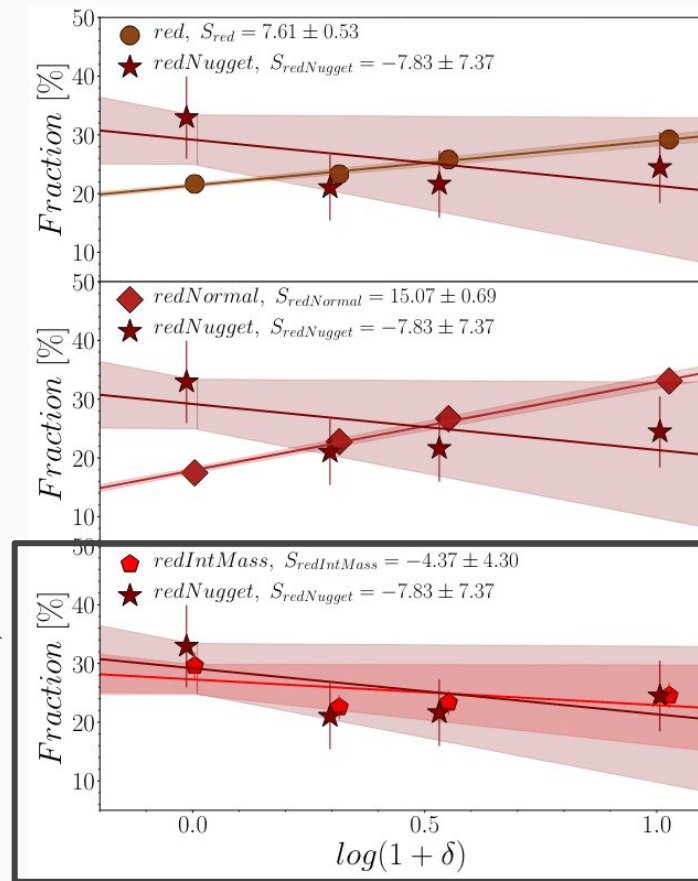 50
red, S_red = 7.61 ± 0.53
redNugget, S_redNugget = −7.83 ± 7.37
40
30
20
10
Fraction [%]
50
redNormal, S_redNormal = 15.07 ± 0.69
redNugget, S_redNugget = −7.83 ± 7.37
40
30
20
10
Fraction [%]
50
redIntMass, S_redIntMass = −4.37 ± 4.30
redNugget, S_redNugget = −7.83 ± 7.37
40
30
20
10
Fraction [%]
0.0 0.5 1.0
log(1 + δ)